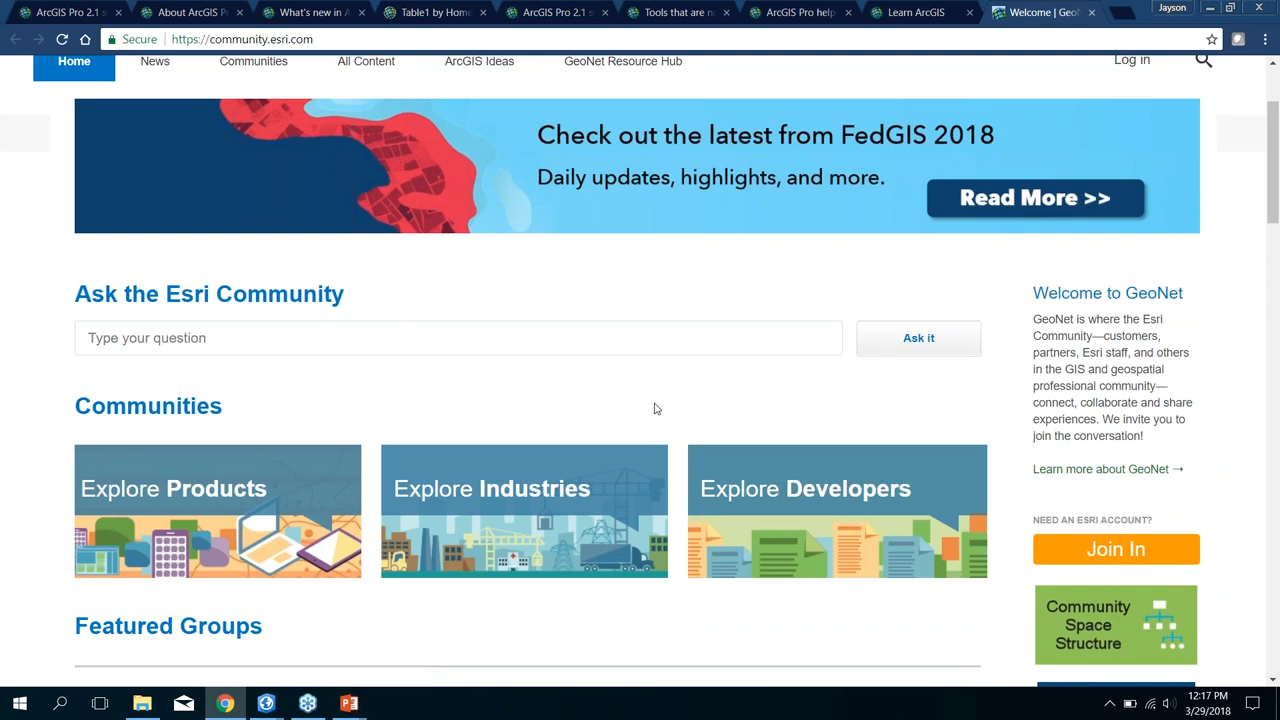 ArcGIS Pro 2.1 s
About ArcGIS Pr
What's new in A
Table1 by Home
ArcGIS Pro 2.1 s
Tools that are n
ArcGIS Pro help
Learn ArcGIS
Welcome | GeoN
Jayson
Secure
https://community.esri.com
Home
News
Communities
All Content
ArcGIS Ideas
GeoNet Resource Hub
Log in
Check out the latest from FedGIS 2018
Daily updates, highlights, and more.
Read More >>
Ask the Esri Community
Type your question
Ask it
Communities
Explore Products
Explore Industries
Explore Developers
Featured Groups
Welcome to GeoNet
GeoNet is where the Esri
Community—customers,
partners, Esri staff, and others
in the GIS and geospatial
professional community—
connect, collaborate and share
experiences. We invite you to
join the conversation!
Learn more about GeoNet →
NEED AN ESRI ACCOUNT?
Join In
Community
Space
Structure
12:17 PM
3/29/2018